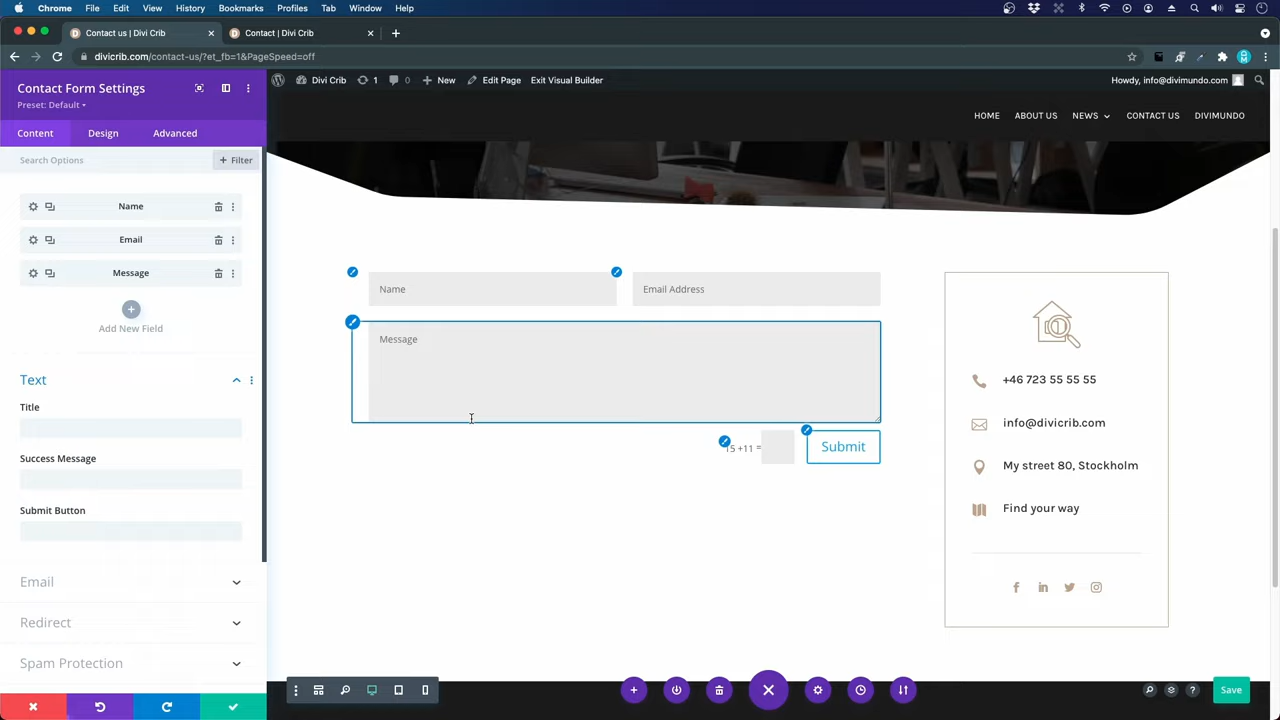 Chrome File Edit View History Bookmarks Profiles Tab Window Help
Contact us | Divi Crib
Contact | Divi Crib
divicrib.com/contact-us/?et_fb=1&PageSpeed=off
Divi Crib 1 0 New Edit Page Exit Visual Builder Howdy, info@divimundo.com
Contact Form Settings
Preset: Default
Content Design Advanced
Search Options
+ Filter
Name
Email
Message
Add New Field
Text
Title
Success Message
Submit Button
Email
Redirect
Spam Protection
HOME ABOUT US NEWS CONTACT US DIVIMUNDO
Name
Email Address
Message
15 +11 =
Submit
+46 723 55 55 55
info@divicrib.com
My street 80, Stockholm
Find your way
Save